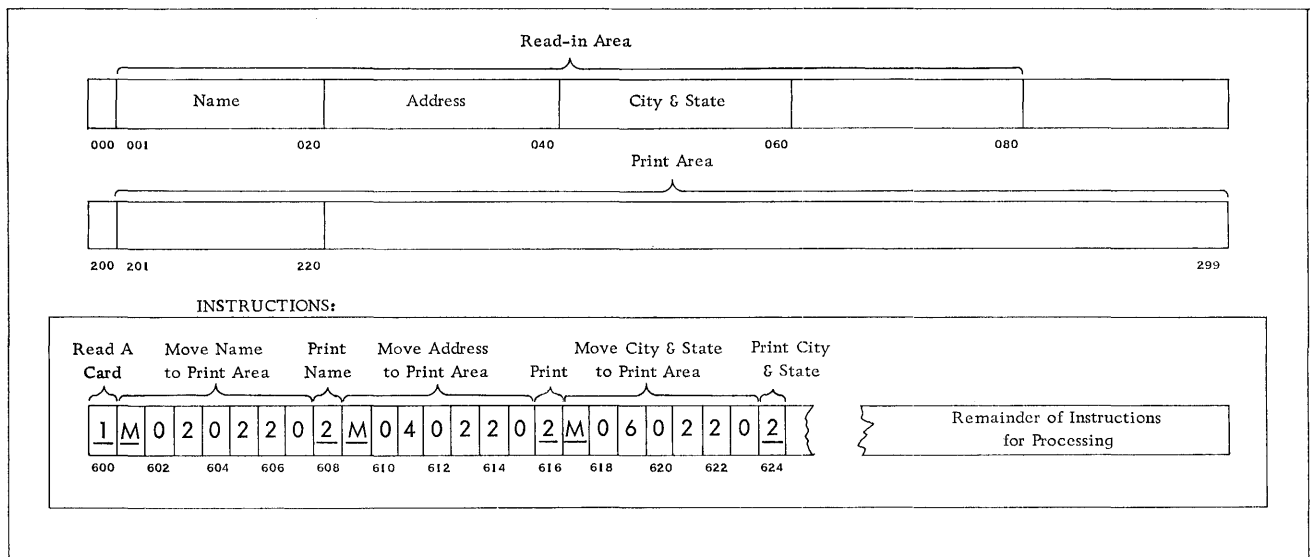 Read-in Area
Name Address City & State
000 001 020 040 060 080
Print Area
200 201 220 299
INSTRUCTIONS:
Read A Move Name Print Move Address Move City & State Print City
Card to Print Area Name to Print Area Print to Print Area & State
1 M 0 2 0 2 2 0 2 M 0 4 0 2 2 0 2 M 0 6 0 2 2 0 2 Remainder of Instructions
for Processing
600 602 604 606 608 610 612 614 616 618 620 622 624